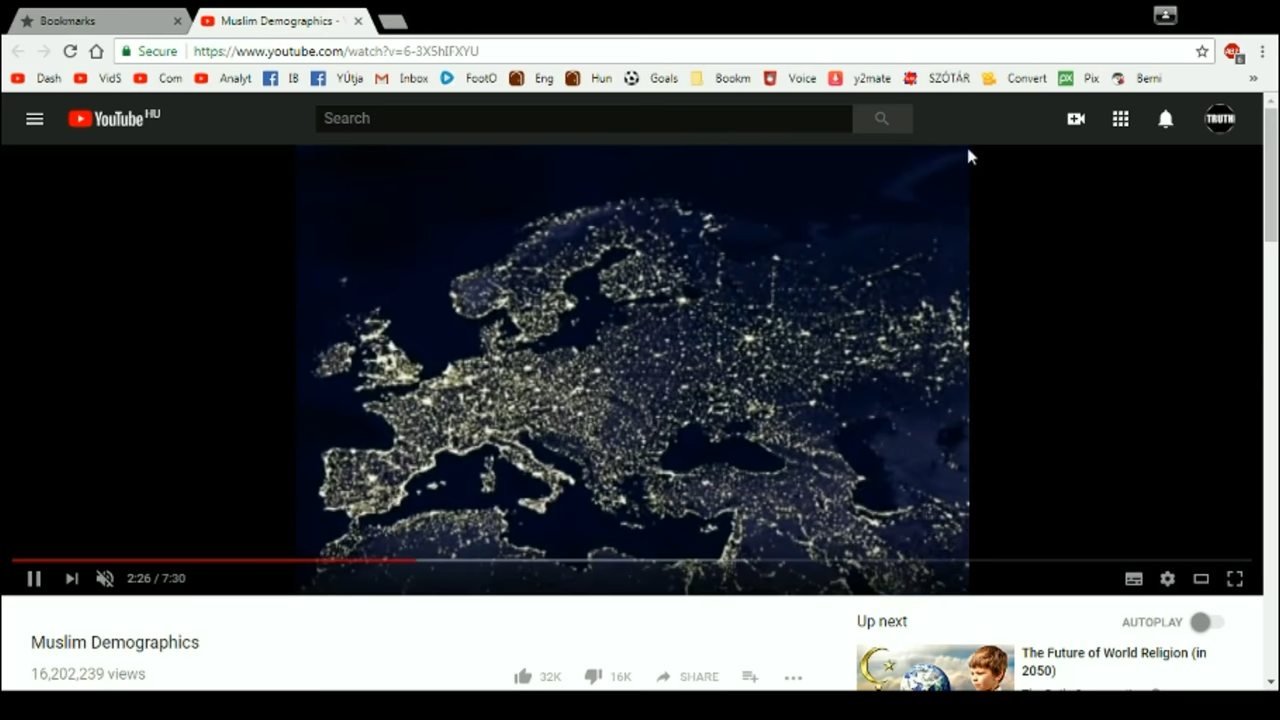 Bookmarks
Muslim Demographics -
Secure
https://www.youtube.com/watch?v=6-3X5hIFXYU
Dash VidS Com Analyt IB YÚtja Inbox FootO Eng Hun Goals Bookm Voice y2mate SZÓTÁR Convert Pix Berni »
YouTube HU
Search
TRUTH
2:26 / 7:30
Muslim Demographics
16,202,239 views
32K 16K SHARE
Up next
AUTOPLAY
The Future of World Religion (in
2050)